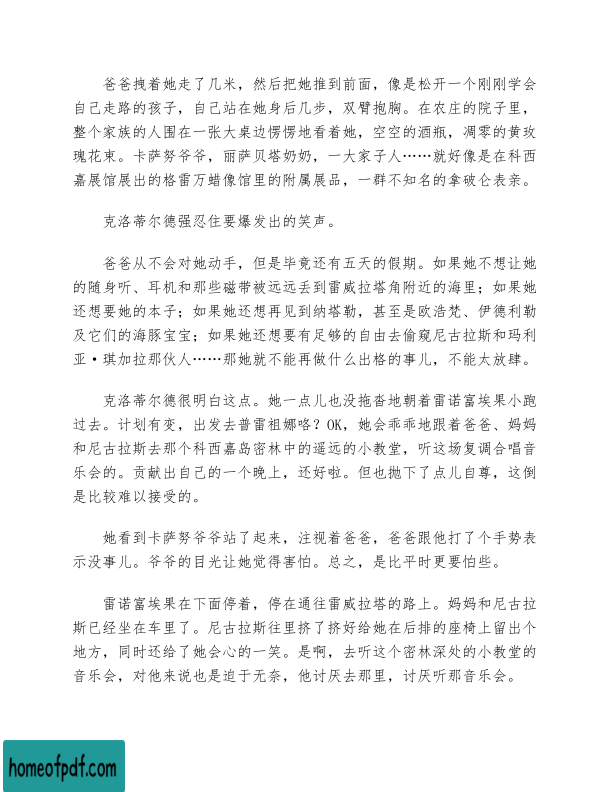 爸爸拽着她走了几米，然后把她推到前面，像是松开一个刚刚学会
自己走路的孩子，自己站在她身后几步，双臂抱胸。在农庄的院子里，
整个家族的人围在一张大桌边愣愣地看着她，空空的酒瓶，凋零的黄玫
瑰花束。卡萨努爷爷，丽萨贝塔奶奶，一大家子人……就好像是在科西
嘉展馆展出的格雷万蜡像馆里的附属展品，一群不知名的拿破仑表亲。
克洛蒂尔德强忍住要爆发出的笑声。
爸爸从不会对她动手，但是毕竟还有五天的假期。如果她不想让她
的随身听、耳机和那些磁带被远远丢到雷威拉塔角附近的海里；如果她
还想要她的本子；如果她还想再见到纳塔勒，甚至是欧浩梵、伊德利勒
及它们的海豚宝宝；如果她还想要有足够的自由去偷窥尼古拉斯和玛利
亚·琪加拉那伙人……那她就不能再做什么出格的事儿，不能太放肆。
克洛蒂尔德很明白这点。她一点儿也没拖沓地朝着雷诺富埃果小跑
过去。计划有变，出发去普雷祖娜咯？OK，她会乖乖地跟着爸爸、妈妈
和尼古拉斯去那个科西嘉岛密林中的遥远的小教堂，听这场复调合唱音
乐会的。贡献出自己的一个晚上，还好啦。但也抛下了点儿自尊，这倒
是比较难以接受的。
她看到卡萨努爷爷站了起来，注视着爸爸，爸爸跟他打了个手势表
示没事儿。爷爷的目光让她觉得害怕。总之，是比平时更要怕些。
雷诺富埃果在下面停着，停在通往雷威拉塔的路上。妈妈和尼古拉
斯已经坐在车里了。尼古拉斯往里挤了挤好给她在后排的座椅上留出个
地方，同时还给了她会心的一笑。是啊，去听这个密林深处的小教堂的
音乐会，对他来说也是迫于无奈，他讨厌去那里，讨厌听那音乐会。
homeofpdf.com